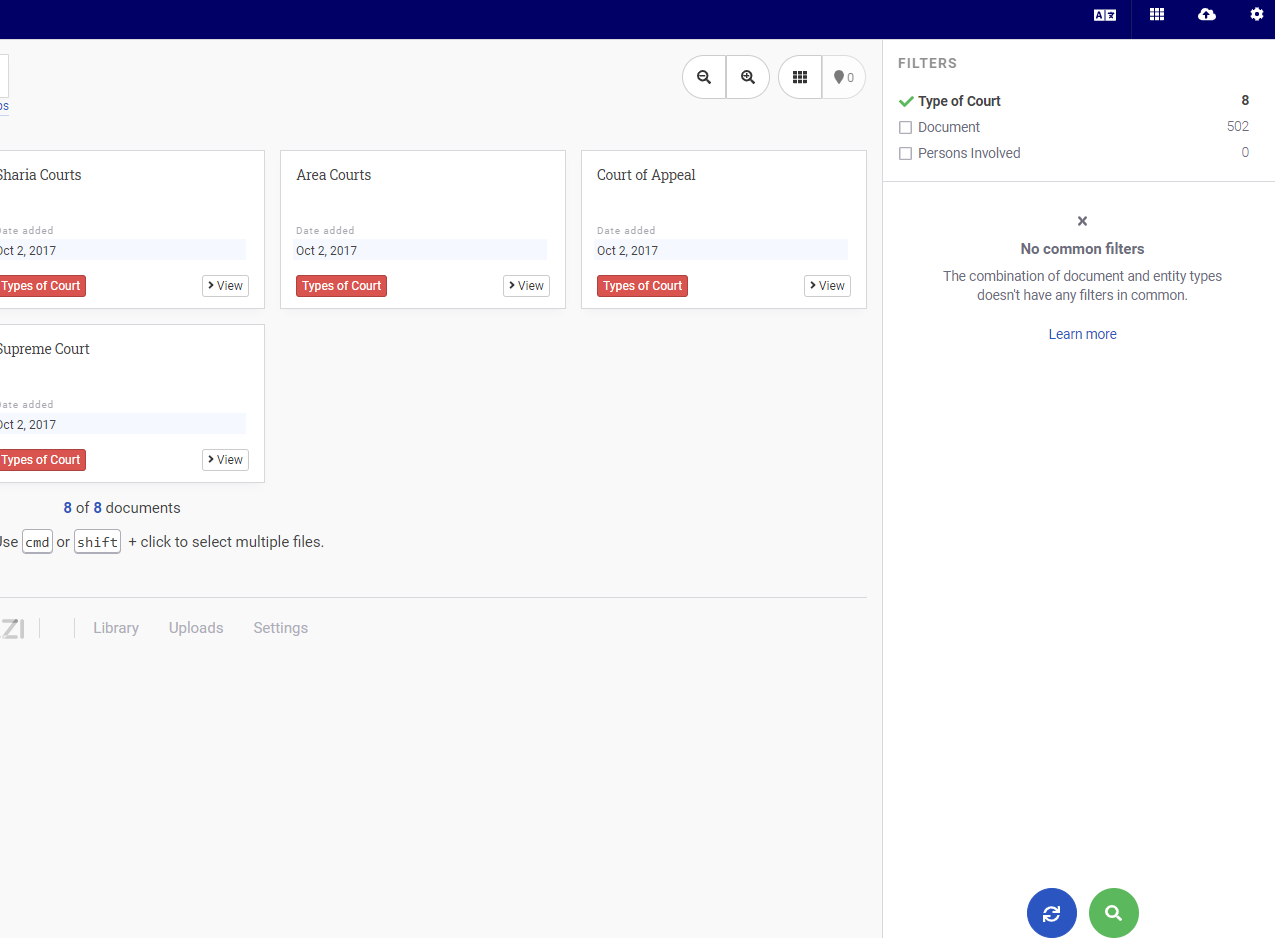 0
FILTERS
Type of Court 8
Document 502
Persons Involved 0
Sharia Courts
Date added
Oct 2, 2017
Types of Court View
Area Courts
Date added
Oct 2, 2017
Types of Court View
Court of Appeal
Date added
Oct 2, 2017
Types of Court View
No common filters
The combination of document and entity types
doesn't have any filters in common.
Learn more
Supreme Court
Date added
Oct 2, 2017
Types of Court View
8 of 8 documents
Use cmd or shift + click to select multiple files.
ZI Library Uploads Settings